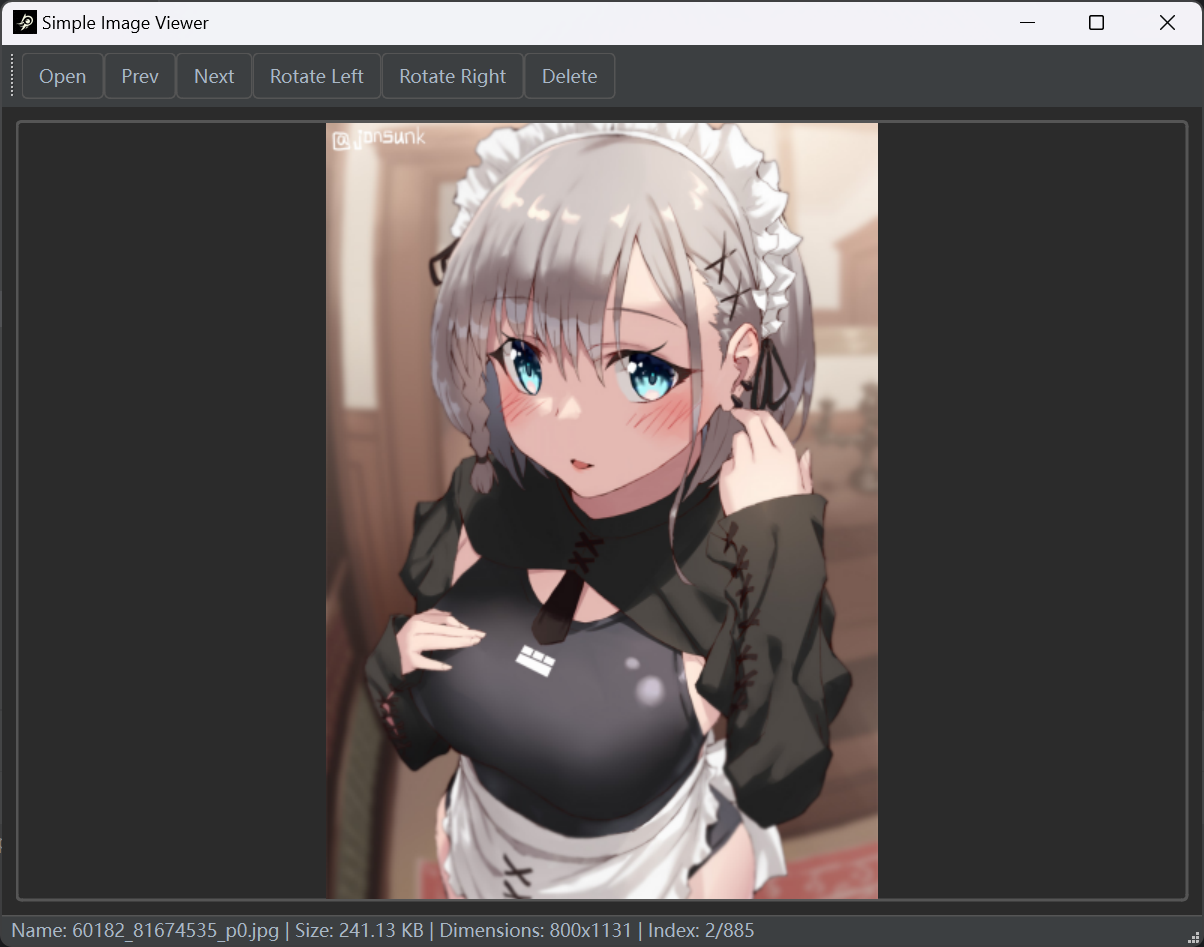 Simple Image Viewer
Open
Prev
Next
Rotate Left
Rotate Right
Delete
@jonsunk
Name: 60182_81674535_p0.jpg | Size: 241.13 KB | Dimensions: 800x1131 | Index: 2/885